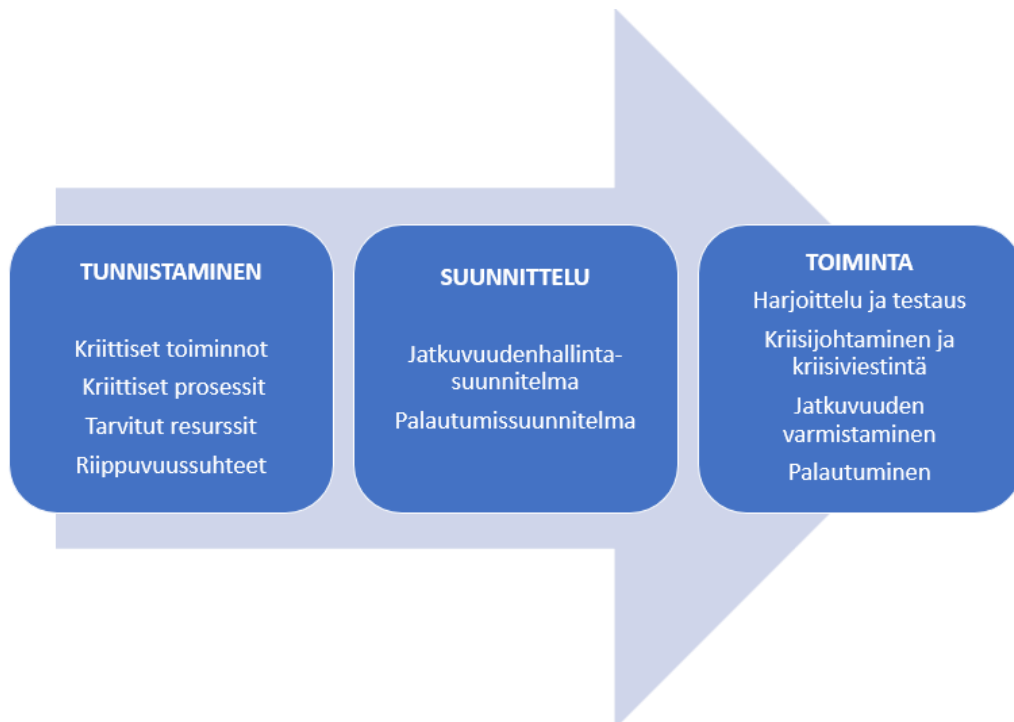 TUNNISTAMINEN
Kriittiset toiminnot
Kriittiset prosessit
Tarvitut resurssit
Riippuvuussuhteet
SUUNNITTELU
Jatkuvuudenhallinta-
suunnitelma
Palautumissuunnitelma
TOIMINTA
Harjoittelu ja testaus
Kriisijohtaminen ja
kriisiviestintä
Jatkuvuuden
varmistaminen
Palautuminen